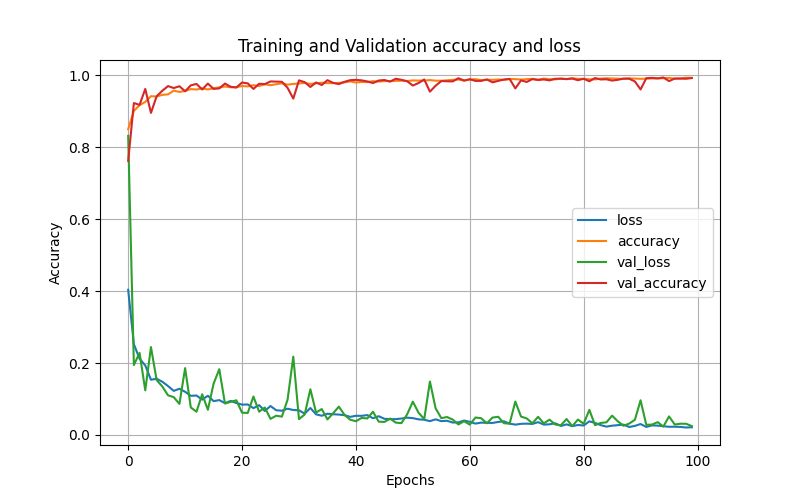 Training and Validation accuracy and loss
1.0
0.8
0.6
0.4
0.2
0.0
Accuracy
loss
accuracy
val_loss
val_accuracy
0
20
40
60
80
100
Epochs